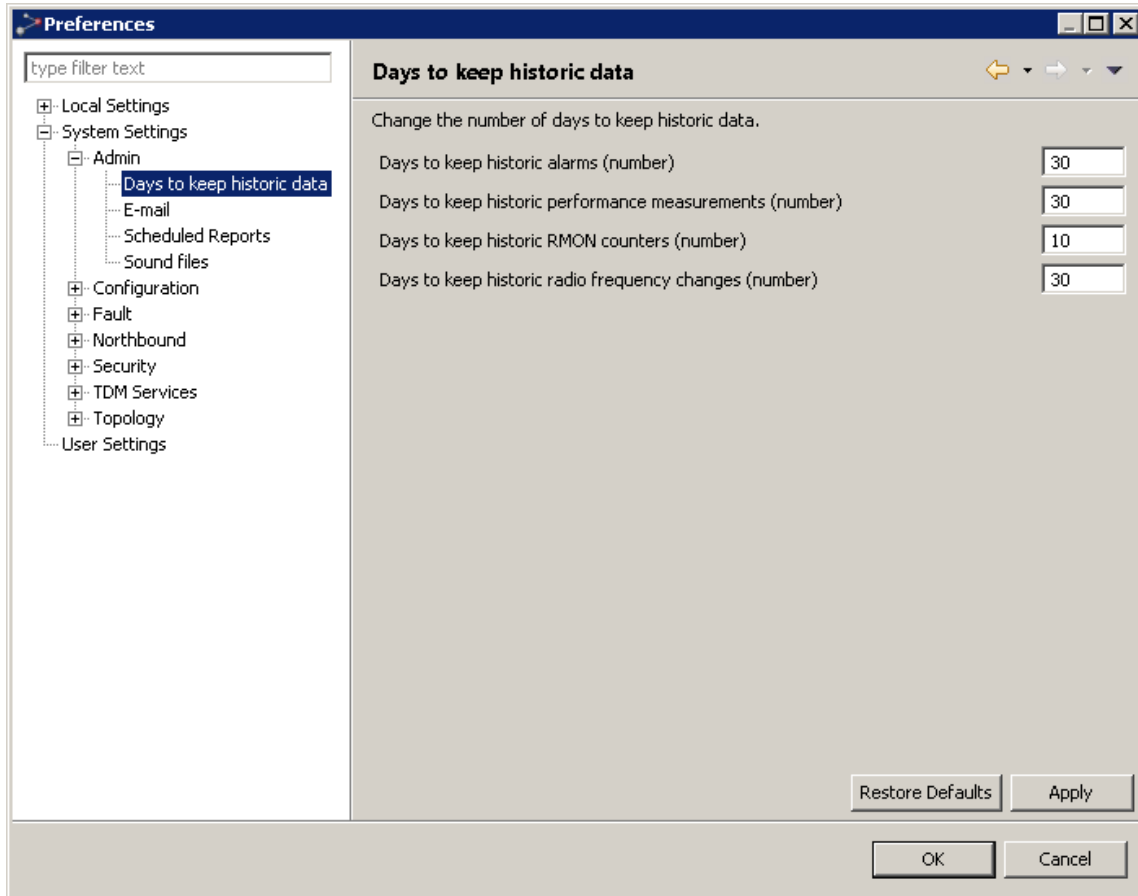 Preferences
type filter text
Local Settings
System Settings
Admin
Days to keep historic data
E-mail
Scheduled Reports
Sound files
Configuration
Fault
Northbound
Security
TDM Services
Topology
User Settings
Days to keep historic data
Change the number of days to keep historic data.
Days to keep historic alarms (number) 30
Days to keep historic performance measurements (number) 30
Days to keep historic RMON counters (number) 10
Days to keep historic radio frequency changes (number) 30
Restore Defaults Apply
OK Cancel